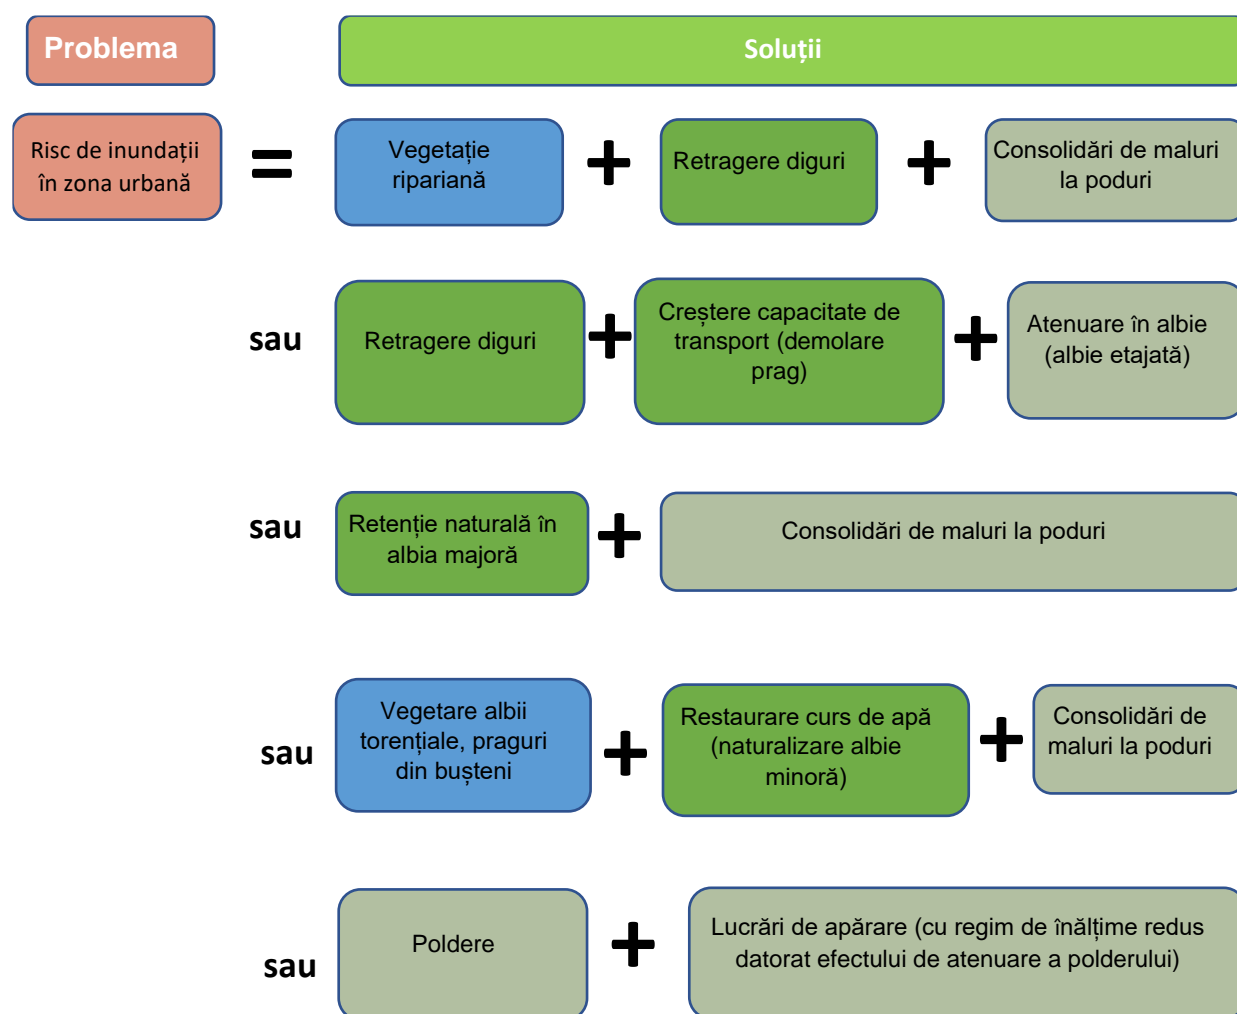 Problema
Soluții
Risc de inundații
în zona urbană
=
Vegetație
ripariană
+
Retragere diguri
+
Consolidări de maluri
la poduri
sau
Retragere diguri
+
Creștere capacitate de
transport (demolare
prag)
+
Atenuare în albie
(albie etajată)
sau
Retenție naturală în
albia majoră
+
Consolidări de maluri la poduri
sau
Vegetare albii
torențiale, praguri
din bușteni
+
Restaurare curs de apă
(naturalizare albie
minoră)
+
Consolidări de
maluri la poduri
sau
Poldere
+
Lucrări de apărare (cu regim de înălțime redus
datorat efectului de atenuare a polderului)